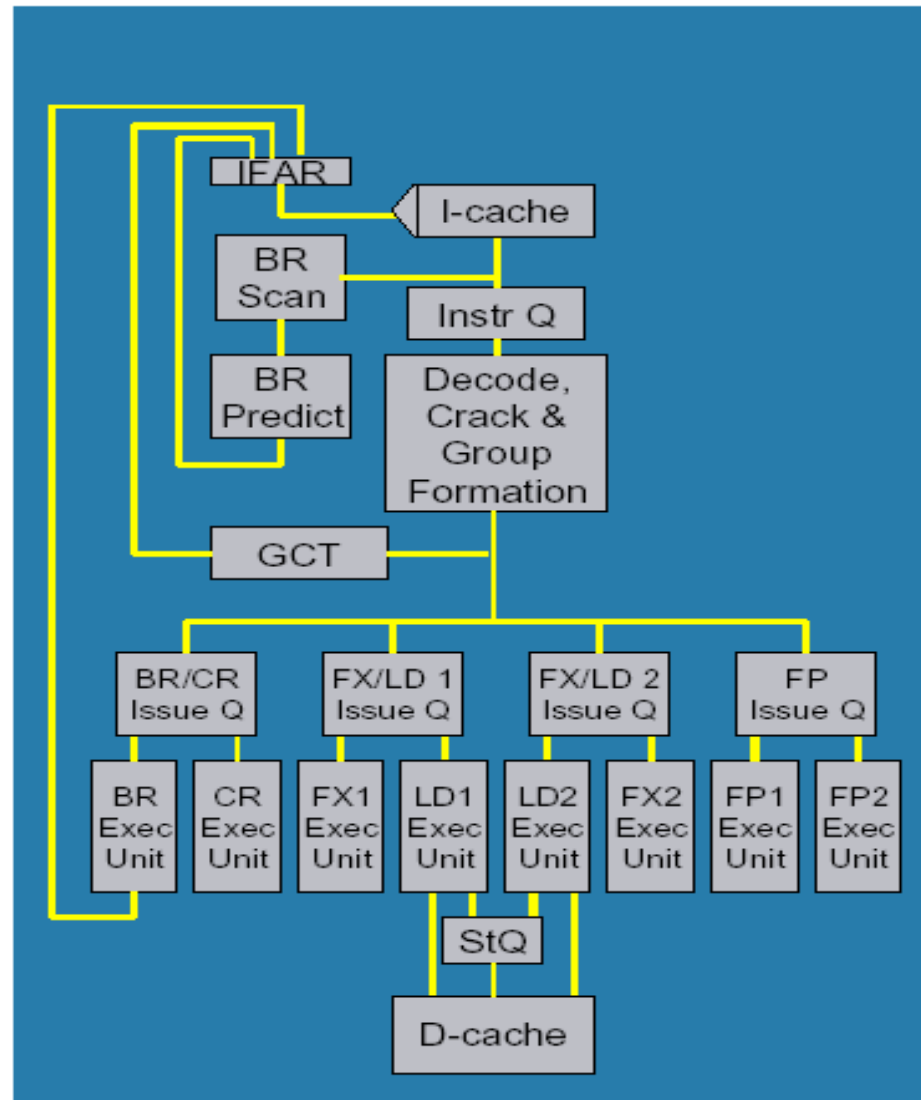 IFAR
I-cache
BR
Scan
Instr Q
BR
Predict
Decode,
Crack &
Group
Formation
GCT
BR/CR
Issue Q
FX/LD 1
Issue Q
FX/LD 2
Issue Q
FP
Issue Q
BR
Exec
Unit
CR
Exec
Unit
FX1
Exec
Unit
LD1
Exec
Unit
LD2
Exec
Unit
FX2
Exec
Unit
FP1
Exec
Unit
FP2
Exec
Unit
StQ
D-cache